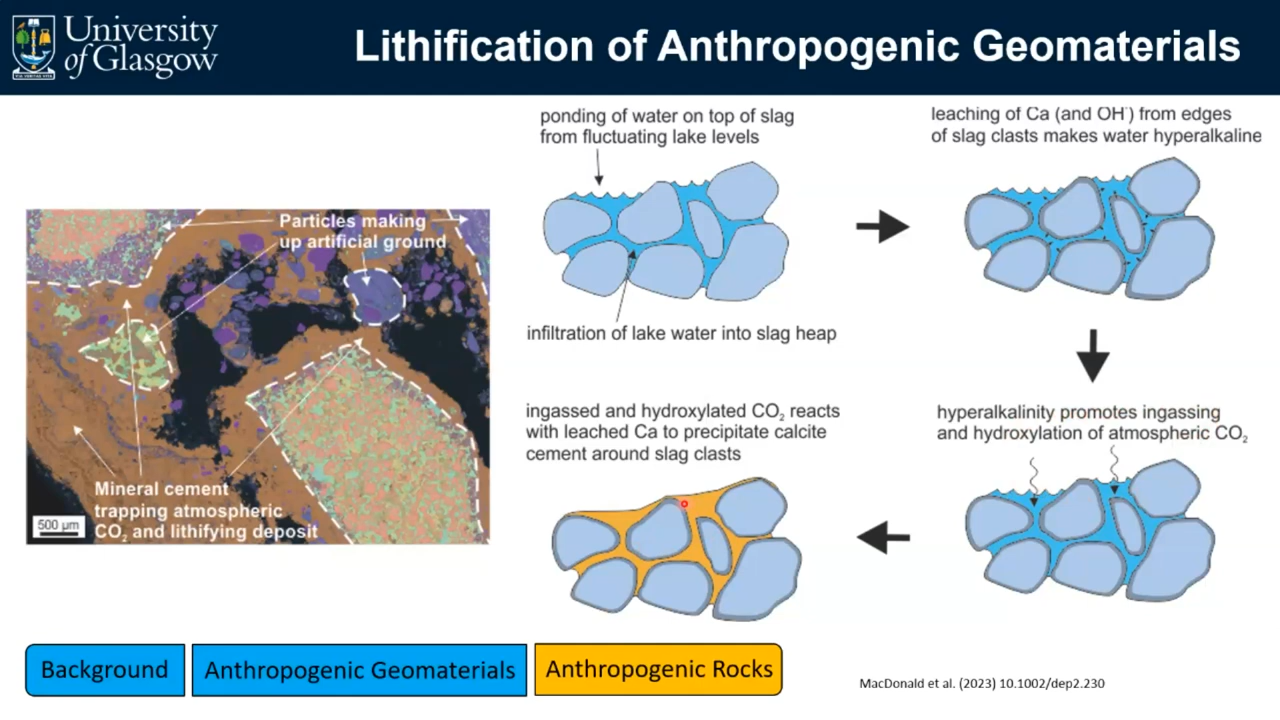 University
of Glasgow
Lithification of Anthropogenic Geomaterials
Particles making
up artificial ground
Mineral cement
trapping atmospheric
CO₂ and lithifying deposit
500 µm
ponding of water on top of slag
from fluctuating lake levels
infiltration of lake water into slag heap
leaching of Ca (and OH⁻) from edges
of slag clasts makes water hyperalkaline
hyperalkalinity promotes ingassing
and hydroxylation of atmospheric CO₂
ingassed and hydroxylated CO₂ reacts
with leached Ca to precipitate calcite
cement around slag clasts
Background
Anthropogenic Geomaterials
Anthropogenic Rocks
MacDonald et al. (2023) 10.1002/dep2.230